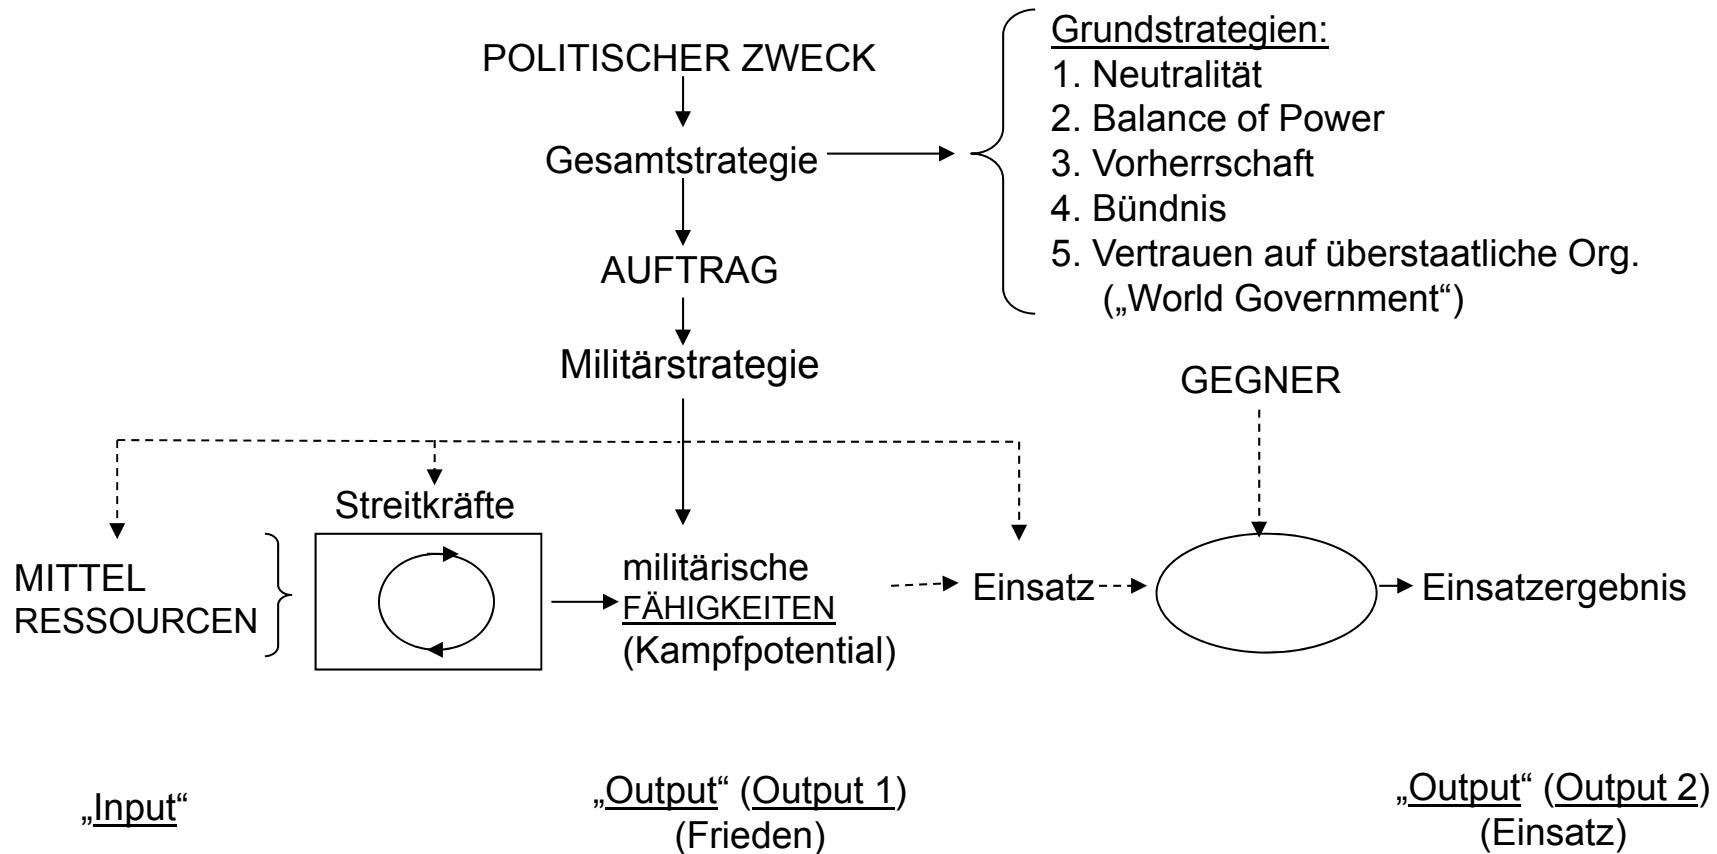 POLITISCHER ZWECK
Gesamtstrategie
AUFTRAG
Militärstrategie
Grundstrategien:
1. Neutralität
2. Balance of Power
3. Vorherrschaft
4. Bündnis
5. Vertrauen auf überstaatliche Org.
(„World Government“)
GEGNER
MITTEL
RESSOURCEN
Streitkräfte
militärische
FÄHIGKEITEN
(Kampfpotential)
Einsatz
Einsatzergebnis
„Input“
„Output“ (Output 1)
(Frieden)
„Output“ (Output 2)
(Einsatz)